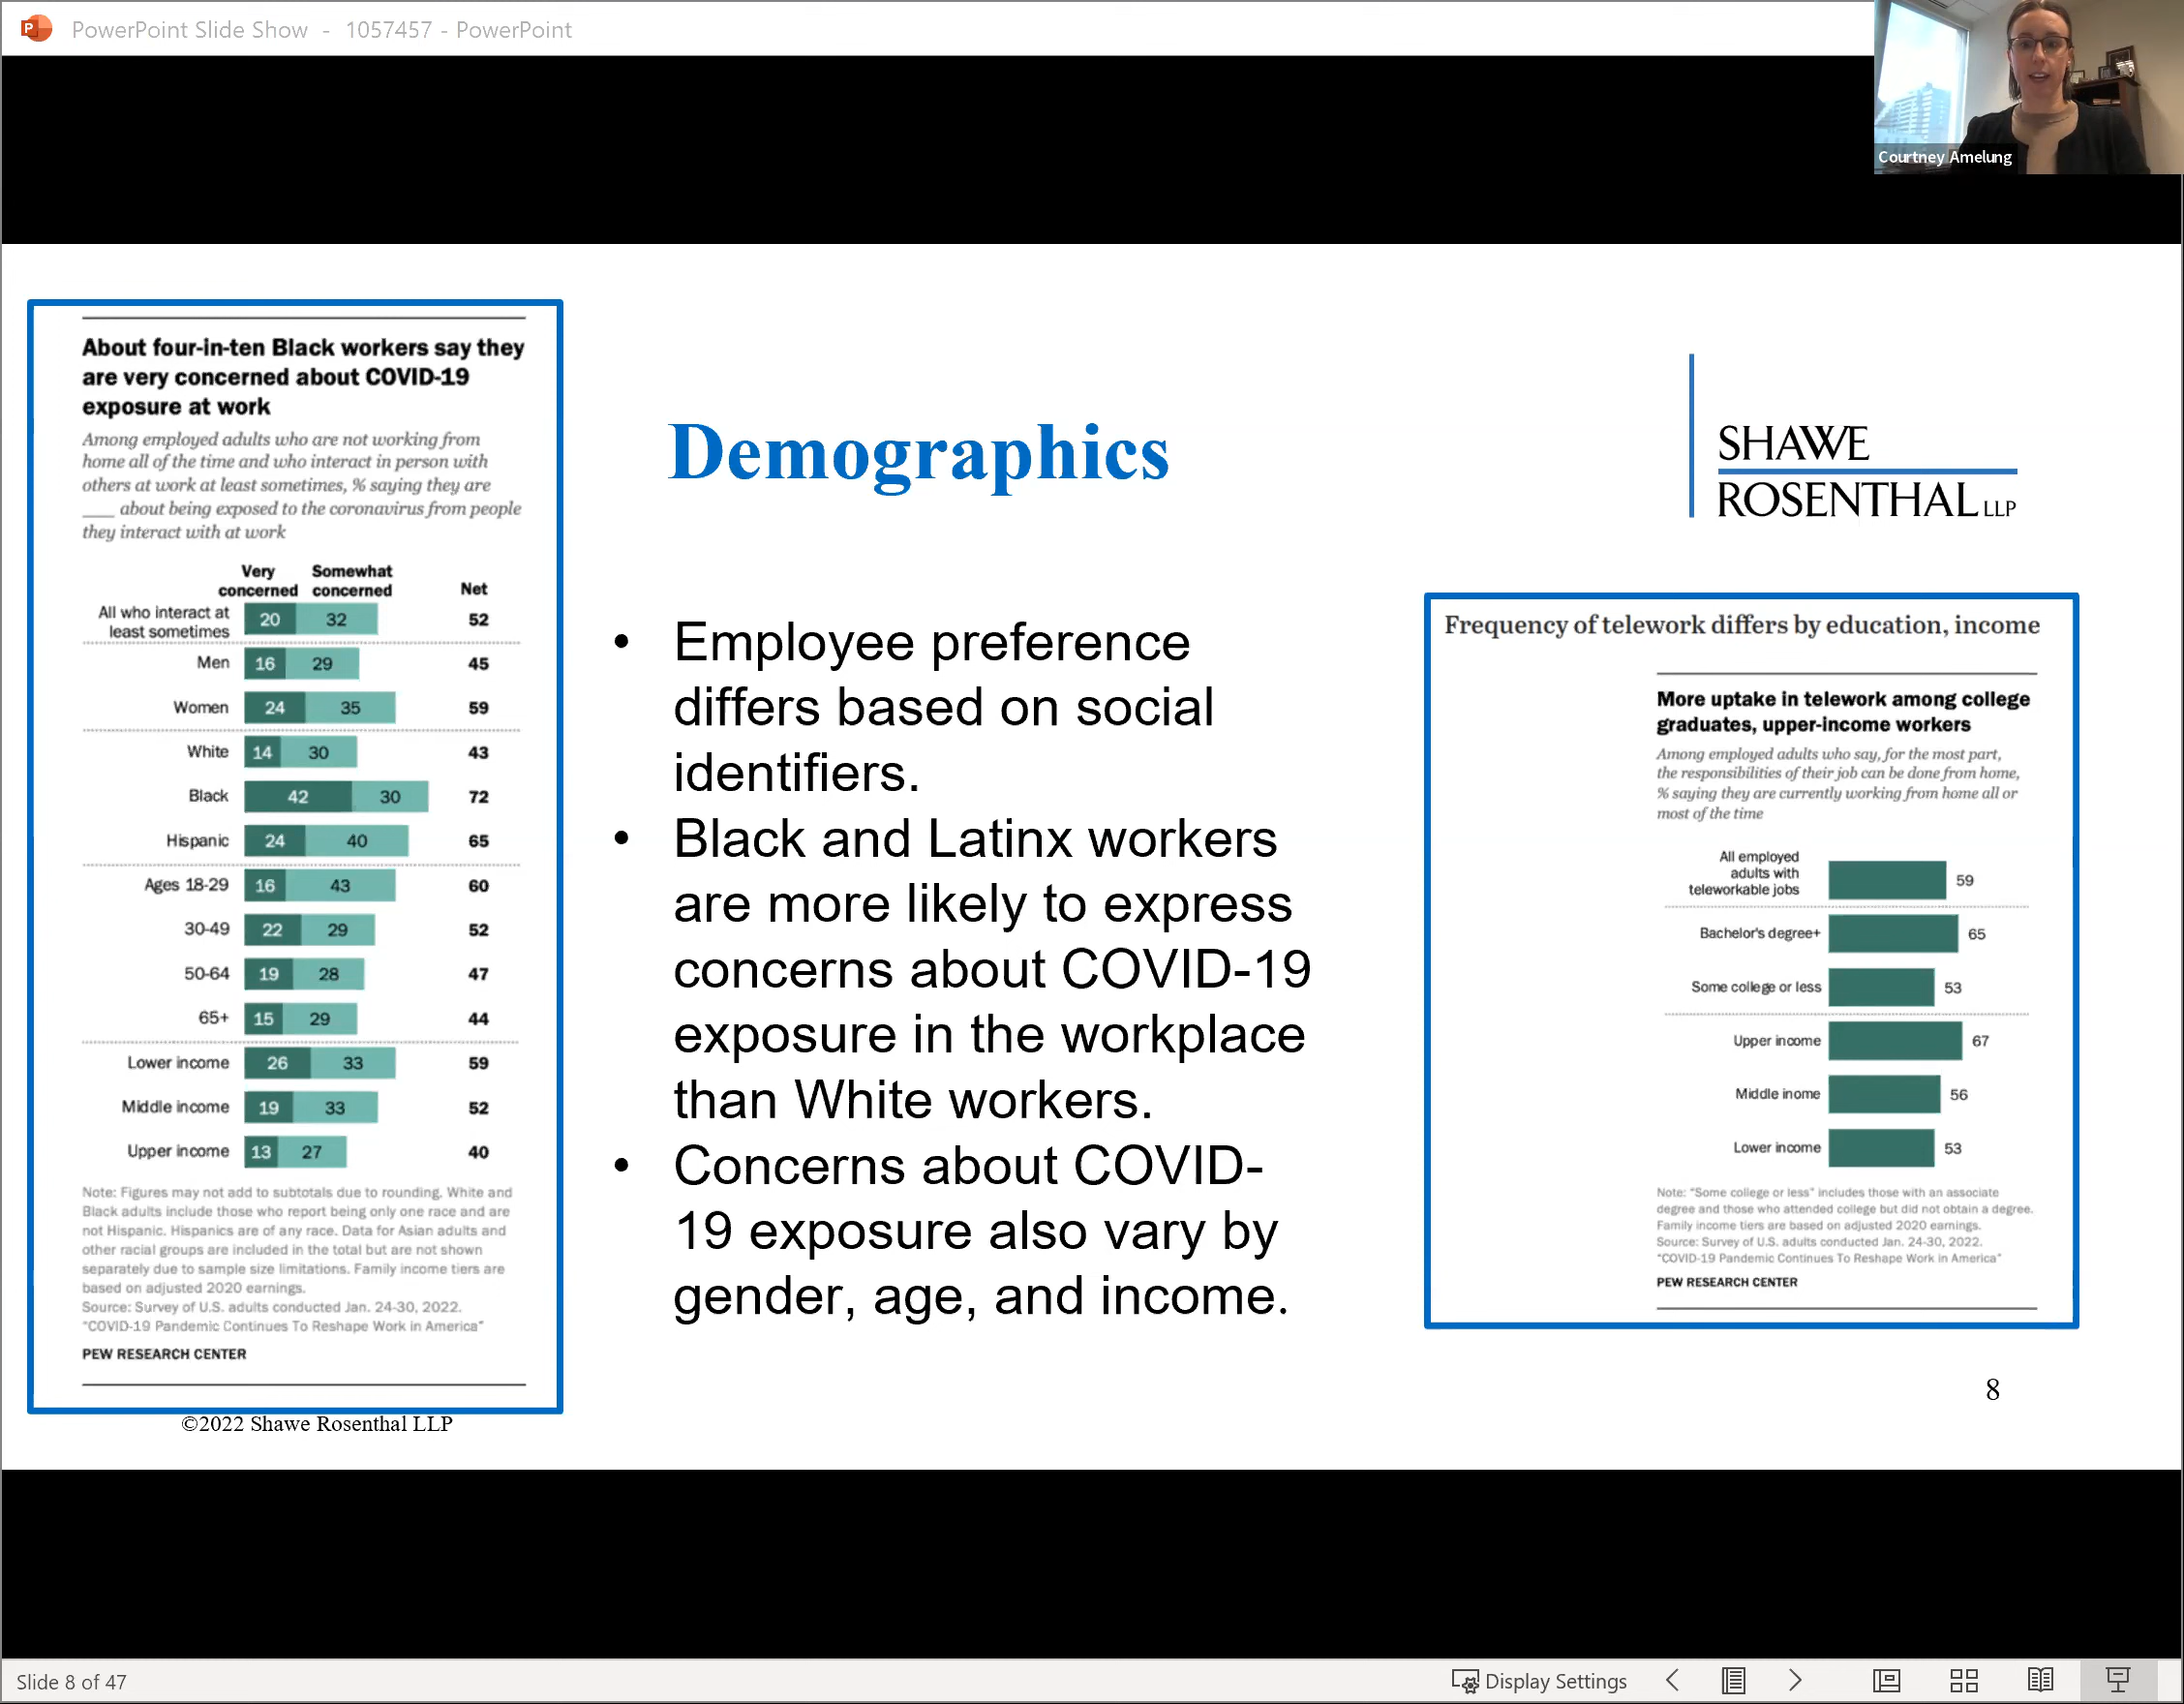 PowerPoint Slide Show - 1057457 - PowerPoint
Courtney Amelung
About four-in-ten Black workers say they
are very concerned about COVID-19
exposure at work
Among employed adults who are not working from
home all of the time and who interact in person with
others at work at least sometimes, % saying they are
___ about being exposed to the coronavirus from people
they interact with at work
Very Somewhat
concerned concerned Net
All who interact at
least sometimes 20 32 52
Men 16 29 45
Women 24 35 59
White 14 30 43
Black 42 30 72
Hispanic 24 40 65
Ages 18-29 16 43 60
30-49 22 29 52
50-64 19 28 47
65+ 15 29 44
Lower income 26 33 59
Middle income 19 33 52
Upper income 13 27 40
Note: Figures may not add to subtotals due to rounding. White and
Black adults include those who report being only one race and are
not Hispanic. Hispanics are of any race. Data for Asian adults and
other racial groups are included in the total but are not shown
separately due to sample size limitations. Family income tiers are
based on adjusted 2020 earnings.
Source: Survey of U.S. adults conducted Jan. 24-30, 2022.
"COVID-19 Pandemic Continues To Reshape Work in America"
PEW RESEARCH CENTER
©2022 Shawe Rosenthal LLP
Demographics
• Employee preference
differs based on social
identifiers.
• Black and Latinx workers
are more likely to express
concerns about COVID-19
exposure in the workplace
than White workers.
• Concerns about COVID-
19 exposure also vary by
gender, age, and income.
SHAWE
ROSENTHAL LLP
Frequency of telework differs by education, income
More uptake in telework among college
graduates, upper-income workers
Among employed adults who say, for the most part,
the responsibilities of their job can be done from home,
% saying they are currently working from home all or
most of the time
All employed
adults with
teleworkable jobs 59
Bachelor's degree+ 65
Some college or less 53
Upper income 67
Middle inome 56
Lower income 53
Note: "Some college or less" includes those with an associate
degree and those who attended college but did not obtain a degree.
Family income tiers are based on adjusted 2020 earnings.
Source: Survey of U.S. adults conducted Jan. 24-30, 2022.
"COVID-19 Pandemic Continues To Reshape Work in America"
PEW RESEARCH CENTER
8
Slide 8 of 47
Display Settings